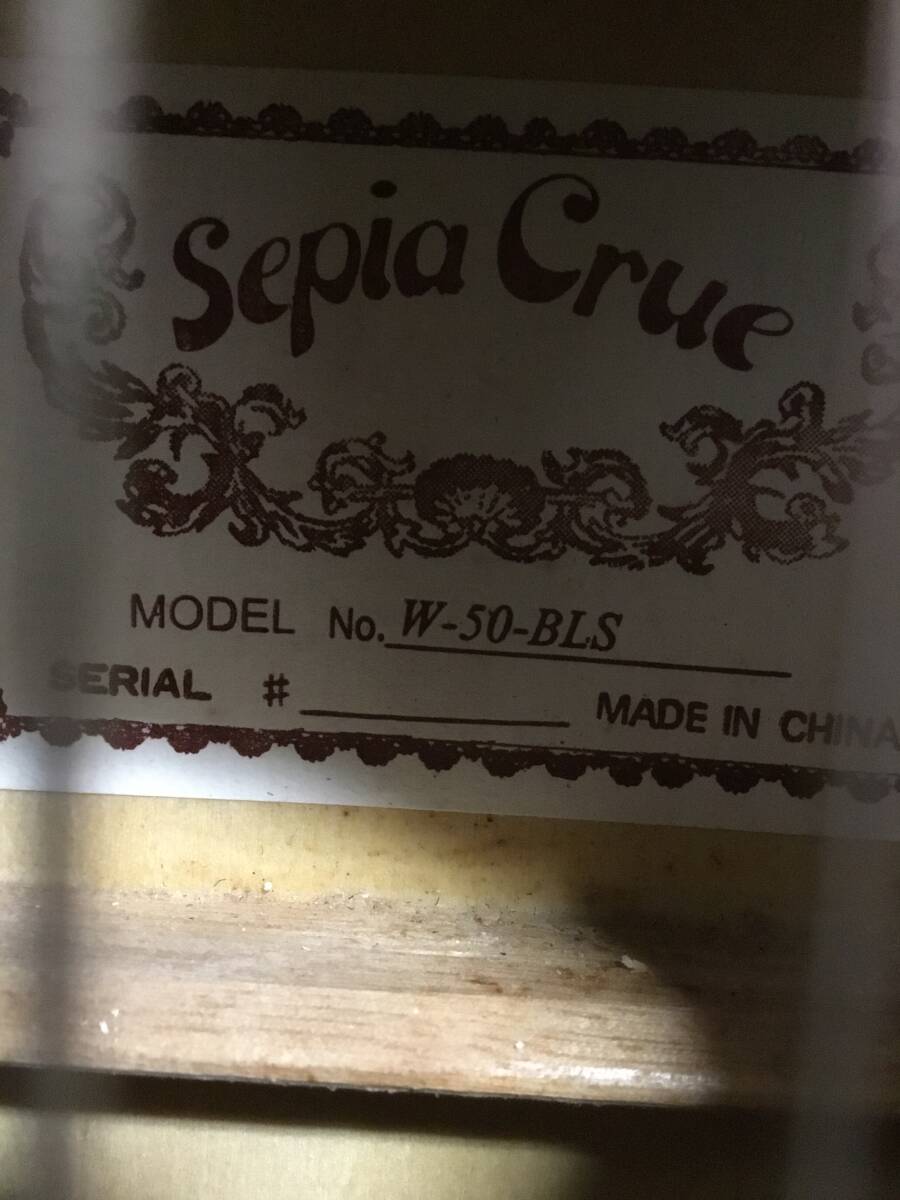 Sepia Crue
MODEL No. W-50-BLS
SERIAL #
MADE IN CHINA